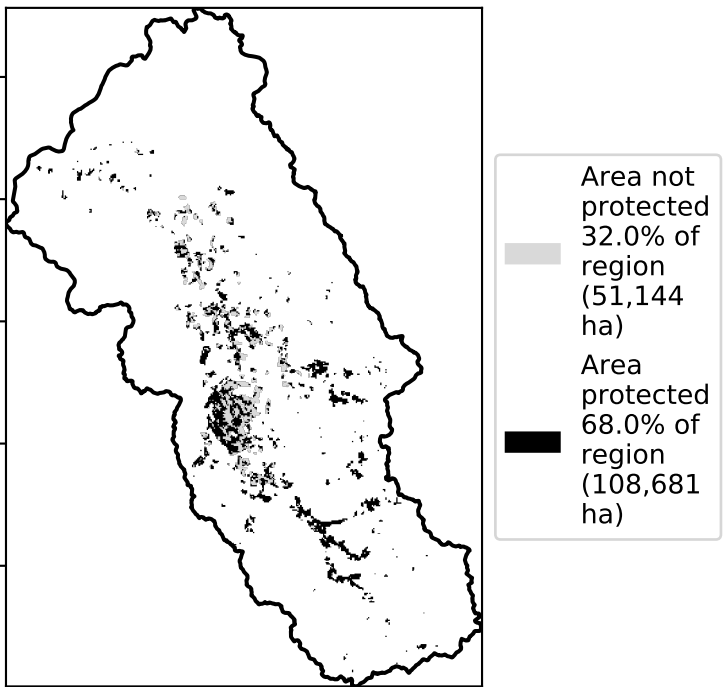 Area not
protected
32.0% of
region
(51,144
ha)
Area
protected
68.0% of
region
(108,681
ha)